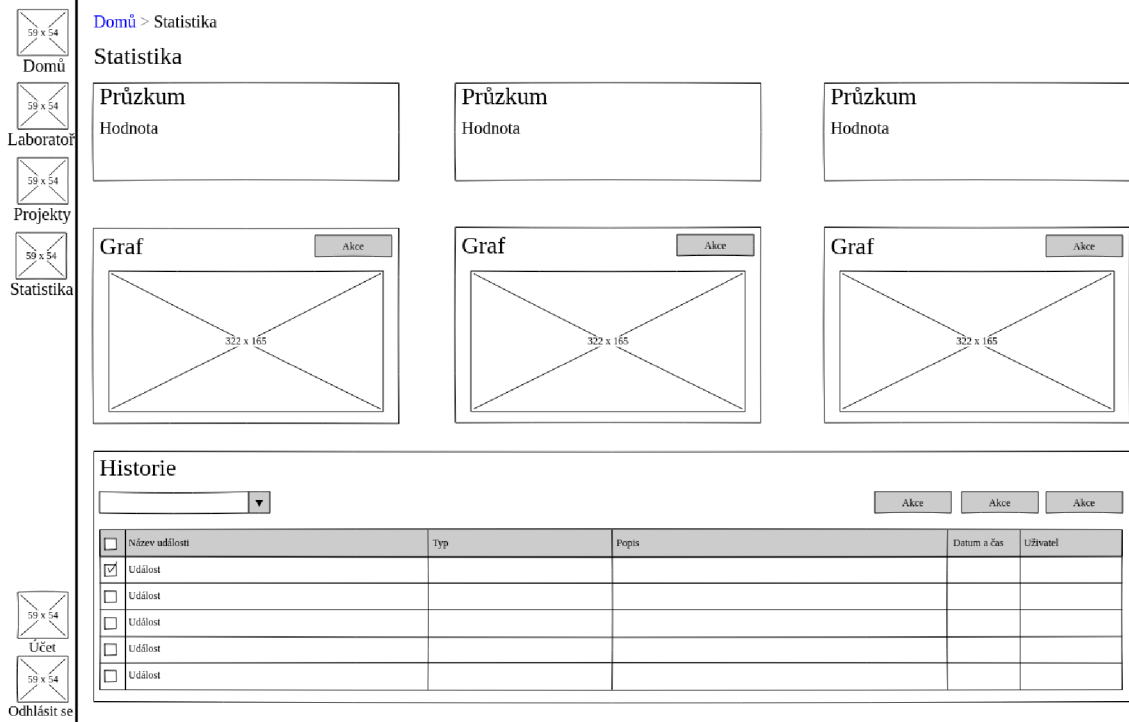 59 x 54
Domů
59 x 54
Laboratoř
59 x 54
Projekty
59 x 54
Statistika
59 x 54
Účet
59 x 54
Odhlásit se
Domů > Statistika
Statistika
Průzkum
Hodnota
Průzkum
Hodnota
Průzkum
Hodnota
Graf
Akce
322 x 165
Graf
Akce
322 x 165
Graf
Akce
322 x 165
Historie
Akce Akce Akce
Název události Typ Popis Datum a čas Uživatel
Událost
Událost
Událost
Událost
Událost